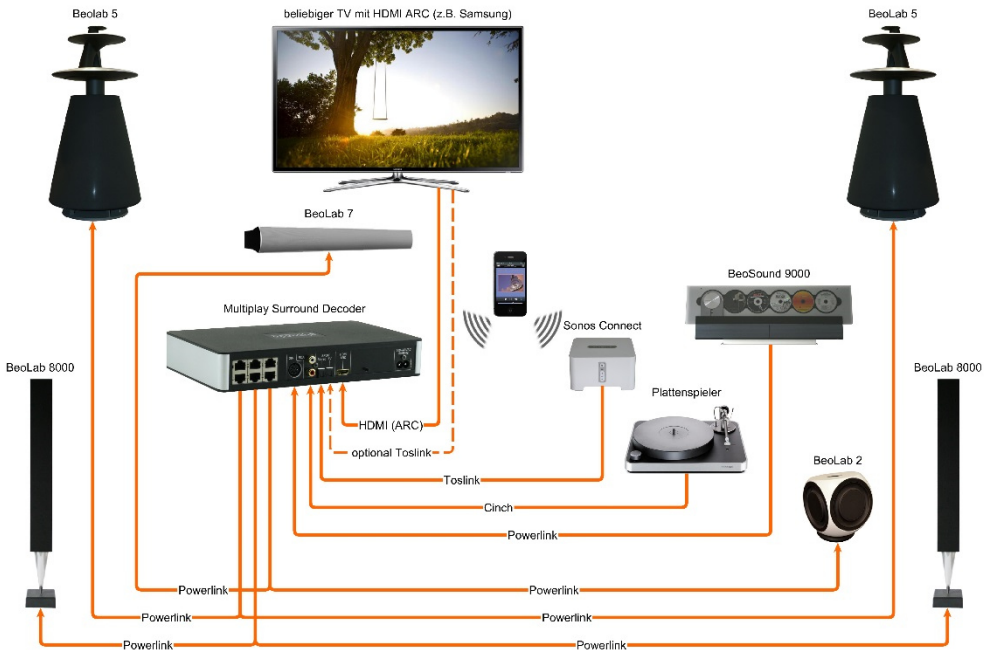 Beolab 5
beliebiger TV mit HDMI ARC (z.B. Samsung)
BeoLab 5
BeoLab 7
BeoSound 9000
Multiplay Surround Decoder
Sonos Connect
BeoLab 8000
BeoLab 8000
Plattenspieler
HDMI (ARC)
optional Toslink
BeoLab 2
Toslink
Cinch
Powerlink
Powerlink
Powerlink
Powerlink
Powerlink
Powerlink
Powerlink